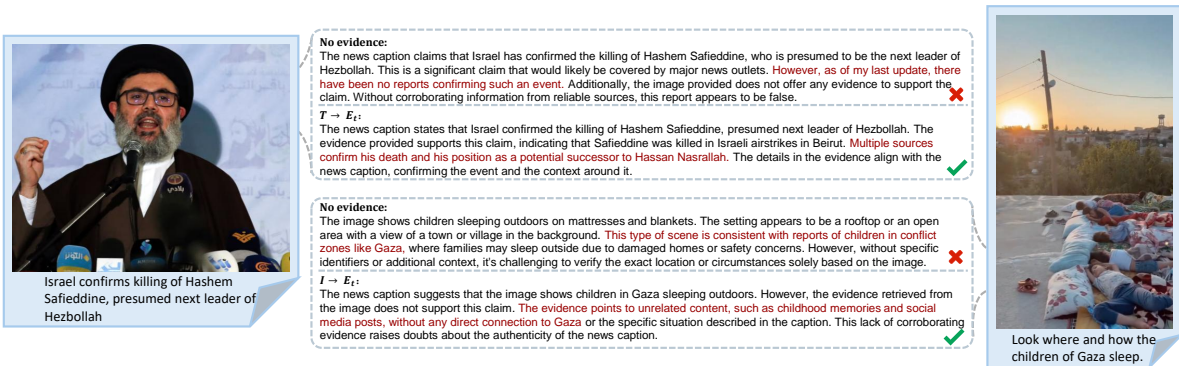 No evidence:
The news caption claims that Israel has confirmed the killing of Hashem Safieddine, who is presumed to be the next leader of
Hezbollah. This is a significant claim that would likely be covered by major news outlets. However, as of my last update, there
have been no reports confirming such an event. Additionally, the image provided does not offer any evidence to support the
claim. Without corroborating information from reliable sources, this report appears to be false.
T → Eₜ:
The news caption states that Israel confirmed the killing of Hashem Safieddine, presumed next leader of Hezbollah. The
evidence provided supports this claim, indicating that Safieddine was killed in Israeli airstrikes in Beirut. Multiple sources
confirm his death and his position as a potential successor to Hassan Nasrallah. The details in the evidence align with the
news caption, confirming the event and the context around it.
Israel confirms killing of Hashem
Safieddine, presumed next leader of
Hezbollah
No evidence:
The image shows children sleeping outdoors on mattresses and blankets. The setting appears to be a rooftop or an open
area with a view of a town or village in the background. This type of scene is consistent with reports of children in conflict
zones like Gaza, where families may sleep outside due to damaged homes or safety concerns. However, without specific
identifiers or additional context, it's challenging to verify the exact location or circumstances solely based on the image.
I → Eₜ:
The news caption suggests that the image shows children in Gaza sleeping outdoors. However, the evidence retrieved from
the image does not support this claim. The evidence points to unrelated content, such as childhood memories and social
media posts, without any direct connection to Gaza or the specific situation described in the caption. This lack of corroborating
evidence raises doubts about the authenticity of the news caption.
Look where and how the
children of Gaza sleep.